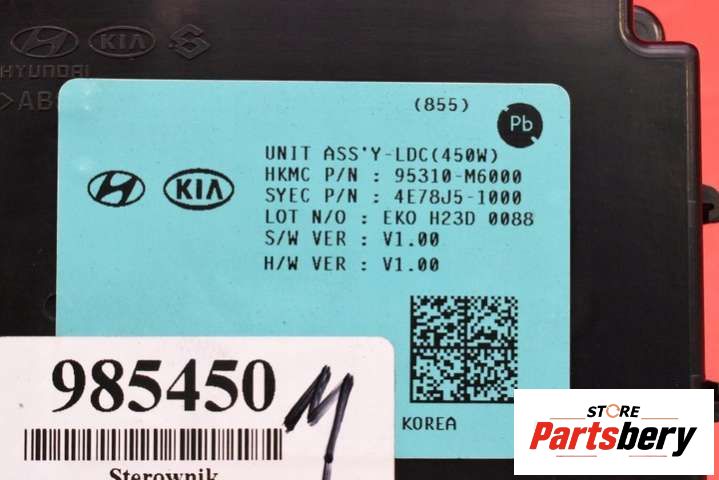 KIA
HYUNDAI
>AB
(855)
Pb
UNIT ASS'Y-LDC(450W)
HKMC P/N : 95310-M6000
SYEC P/N : 4E78J5-1000
LOT N/O : EKO H23D 0088
S/W VER : V1.00
H/W VER : V1.00
KIA
KOREA
985450
Sterownik
STORE
Partsbery